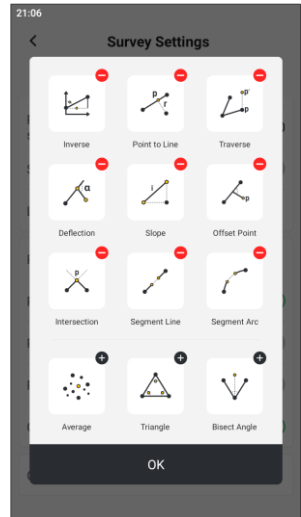 21:06
Survey Settings
Inverse
Point to Line
Traverse
Deflection
Slope
Offset Point
Intersection
Segment Line
Segment Arc
Average
Triangle
Bisect Angle
OK